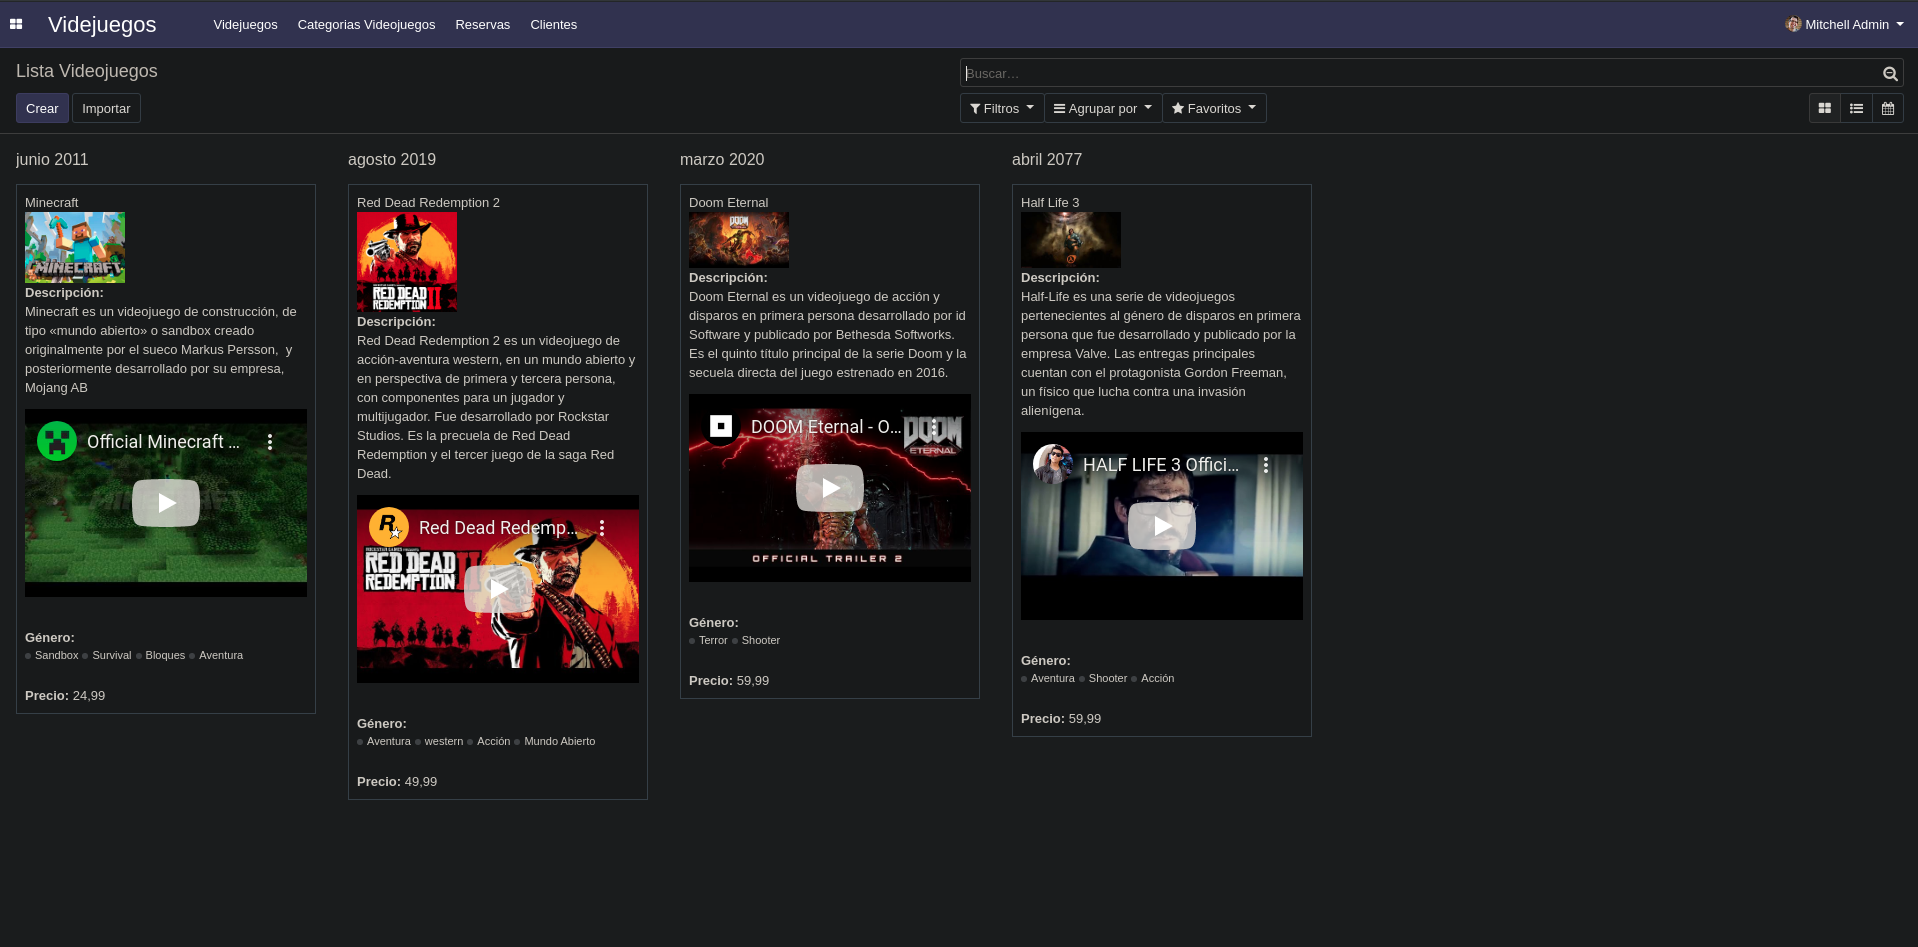 Videjuegos
Videjuegos
Categorias Videojuegos
Reservas
Clientes
Mitchell Admin
Lista Videojuegos
Buscar...
Crear
Importar
Filtros
Agrupar por
Favoritos
junio 2011
Minecraft
MINECRAFT
Descripción:
Minecraft es un videojuego de construcción, de
tipo «mundo abierto» o sandbox creado
originalmente por el sueco Markus Persson,  y
posteriormente desarrollado por su empresa,
Mojang AB
Official Minecraft ...
MINECRAFT
Género:
Sandbox Survival Bloques Aventura
Precio: 24,99
agosto 2019
Red Dead Redemption 2
RED DEAD
REDEMPTION II
Descripción:
Red Dead Redemption 2 es un videojuego de
acción-aventura western, en un mundo abierto y
en perspectiva de primera y tercera persona,
con componentes para un jugador y
multijugador. Fue desarrollado por Rockstar
Studios. Es la precuela de Red Dead
Redemption y el tercer juego de la saga Red
Dead.
Red Dead Redemp...
ROCKSTAR GAMES PRESENTS
RED DEAD
REDEMPTION II
Género:
Aventura western Acción Mundo Abierto
Precio: 49,99
marzo 2020
Doom Eternal
DOOM
Descripción:
Doom Eternal es un videojuego de acción y
disparos en primera persona desarrollado por id
Software y publicado por Bethesda Softworks.
Es el quinto título principal de la serie Doom y la
secuela directa del juego estrenado en 2016.
DOOM Eternal - O...
DOOM
ETERNAL
OFFICIAL TRAILER 2
Género:
Terror Shooter
Precio: 59,99
abril 2077
Half Life 3
Descripción:
Half-Life es una serie de videojuegos
pertenecientes al género de disparos en primera
persona que fue desarrollado y publicado por la
empresa Valve. Las entregas principales
cuentan con el protagonista Gordon Freeman,
un físico que lucha contra una invasión
alienígena.
HALF LIFE 3 Offici...
Género:
Aventura Shooter Acción
Precio: 59,99